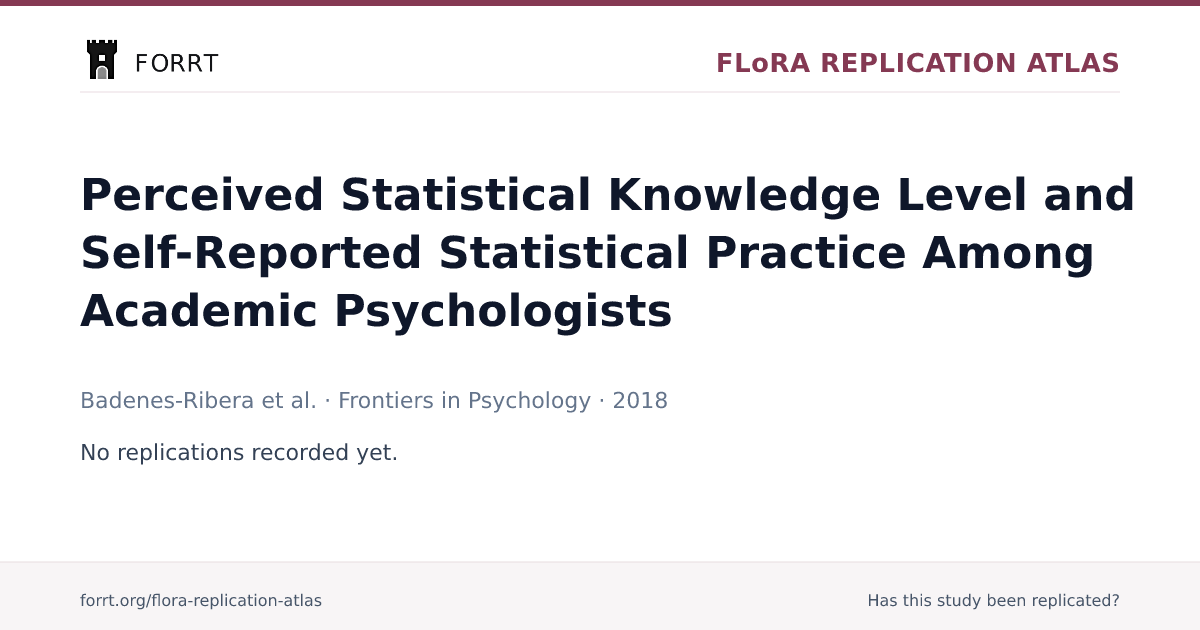 FORRT
FLoRA REPLICATION ATLAS
Perceived Statistical Knowledge Level and
Self-Reported Statistical Practice Among
Academic Psychologists
Badenes-Ribera et al. · Frontiers in Psychology · 2018
No replications recorded yet.
forrt.org/flora-replication-atlas
Has this study been replicated?